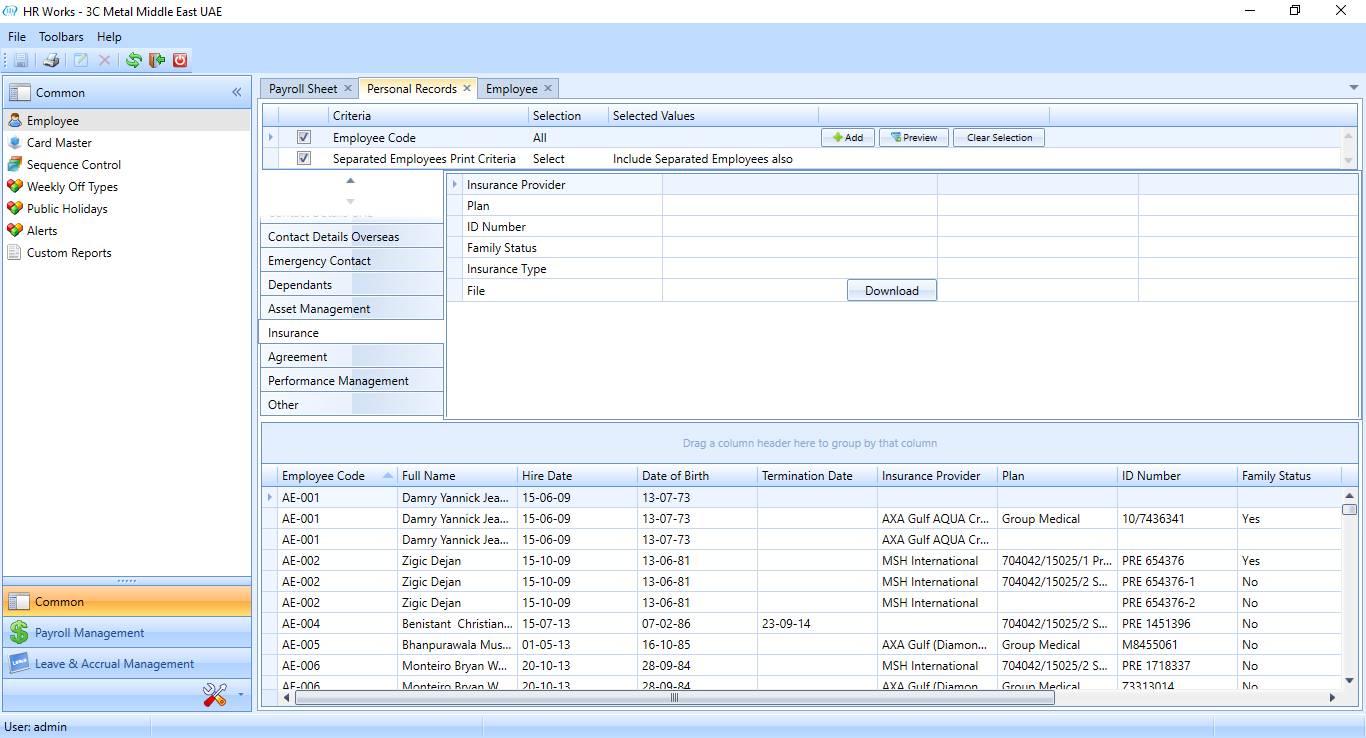 HR Works - 3C Metal Middle East UAE
File Toolbars Help
Common
Employee
Card Master
Sequence Control
Weekly Off Types
Public Holidays
Alerts
Custom Reports
Common
Payroll Management
Leave & Accrual Management
Payroll Sheet Personal Records Employee
Criteria Selection Selected Values
Employee Code All Add Preview Clear Selection
Separated Employees Print Criteria Select Include Separated Employees also
Contact Details Overseas
Emergency Contact
Dependants
Asset Management
Insurance
Agreement
Performance Management
Other
Insurance Provider
Plan
ID Number
Family Status
Insurance Type
File Download
Drag a column header here to group by that column
Employee Code Full Name Hire Date Date of Birth Termination Date Insurance Provider Plan ID Number Family Status
AE-001 Damry Yannick Jea... 15-06-09 13-07-73
AE-001 Damry Yannick Jea... 15-06-09 13-07-73 AXA Gulf AQUA Cr... Group Medical 10/7436341 Yes
AE-001 Damry Yannick Jea... 15-06-09 13-07-73 AXA Gulf AQUA Cr...
AE-002 Zigic Dejan 15-10-09 13-06-81 MSH International 704042/15025/1 Pr... PRE 654376 Yes
AE-002 Zigic Dejan 15-10-09 13-06-81 MSH International 704042/15025/2 S... PRE 654376-1 No
AE-002 Zigic Dejan 15-10-09 13-06-81 MSH International PRE 654376-2 No
AE-004 Benistant Christian... 15-07-13 07-02-86 23-09-14 704042/15025/2 S... PRE 1451396 No
AE-005 Bhanpurawala Mus... 01-05-13 16-10-85 AXA Gulf (Diamon... Group Medical M8455061 No
AE-006 Monteiro Bryan W... 20-10-13 28-09-84 MSH International 704042/15025/2 S... PRE 1718337 No
AE-006 Monteiro Bryan W... 20-10-13 28-09-84 AXA Gulf (Diamon... Group Medical 73313014 No
User: admin